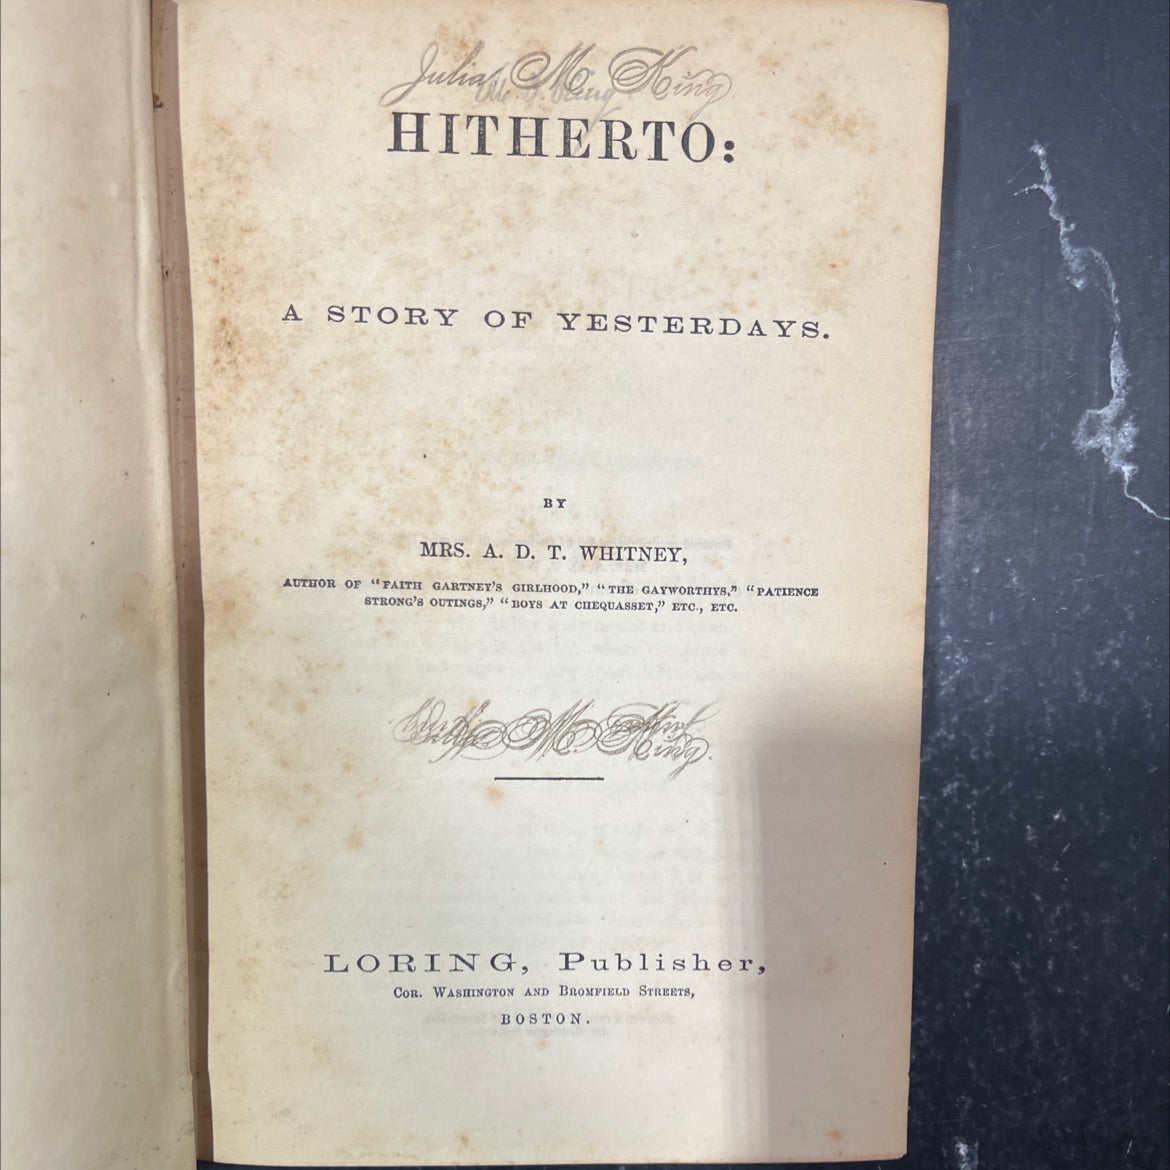 Julia M. King.
HITHERTO:
A STORY OF YESTERDAYS.
BY
MRS. A. D. T. WHITNEY,
AUTHOR OF "FAITH GARTNEY'S GIRLHOOD," "THE GAYWORTHYS," "PATIENCE
STRONG'S OUTINGS," "BOYS AT CHEQUASSET," ETC., ETC.
M. King.
LORING, Publisher,
COR. WASHINGTON AND BROMFIELD STREETS,
BOSTON.